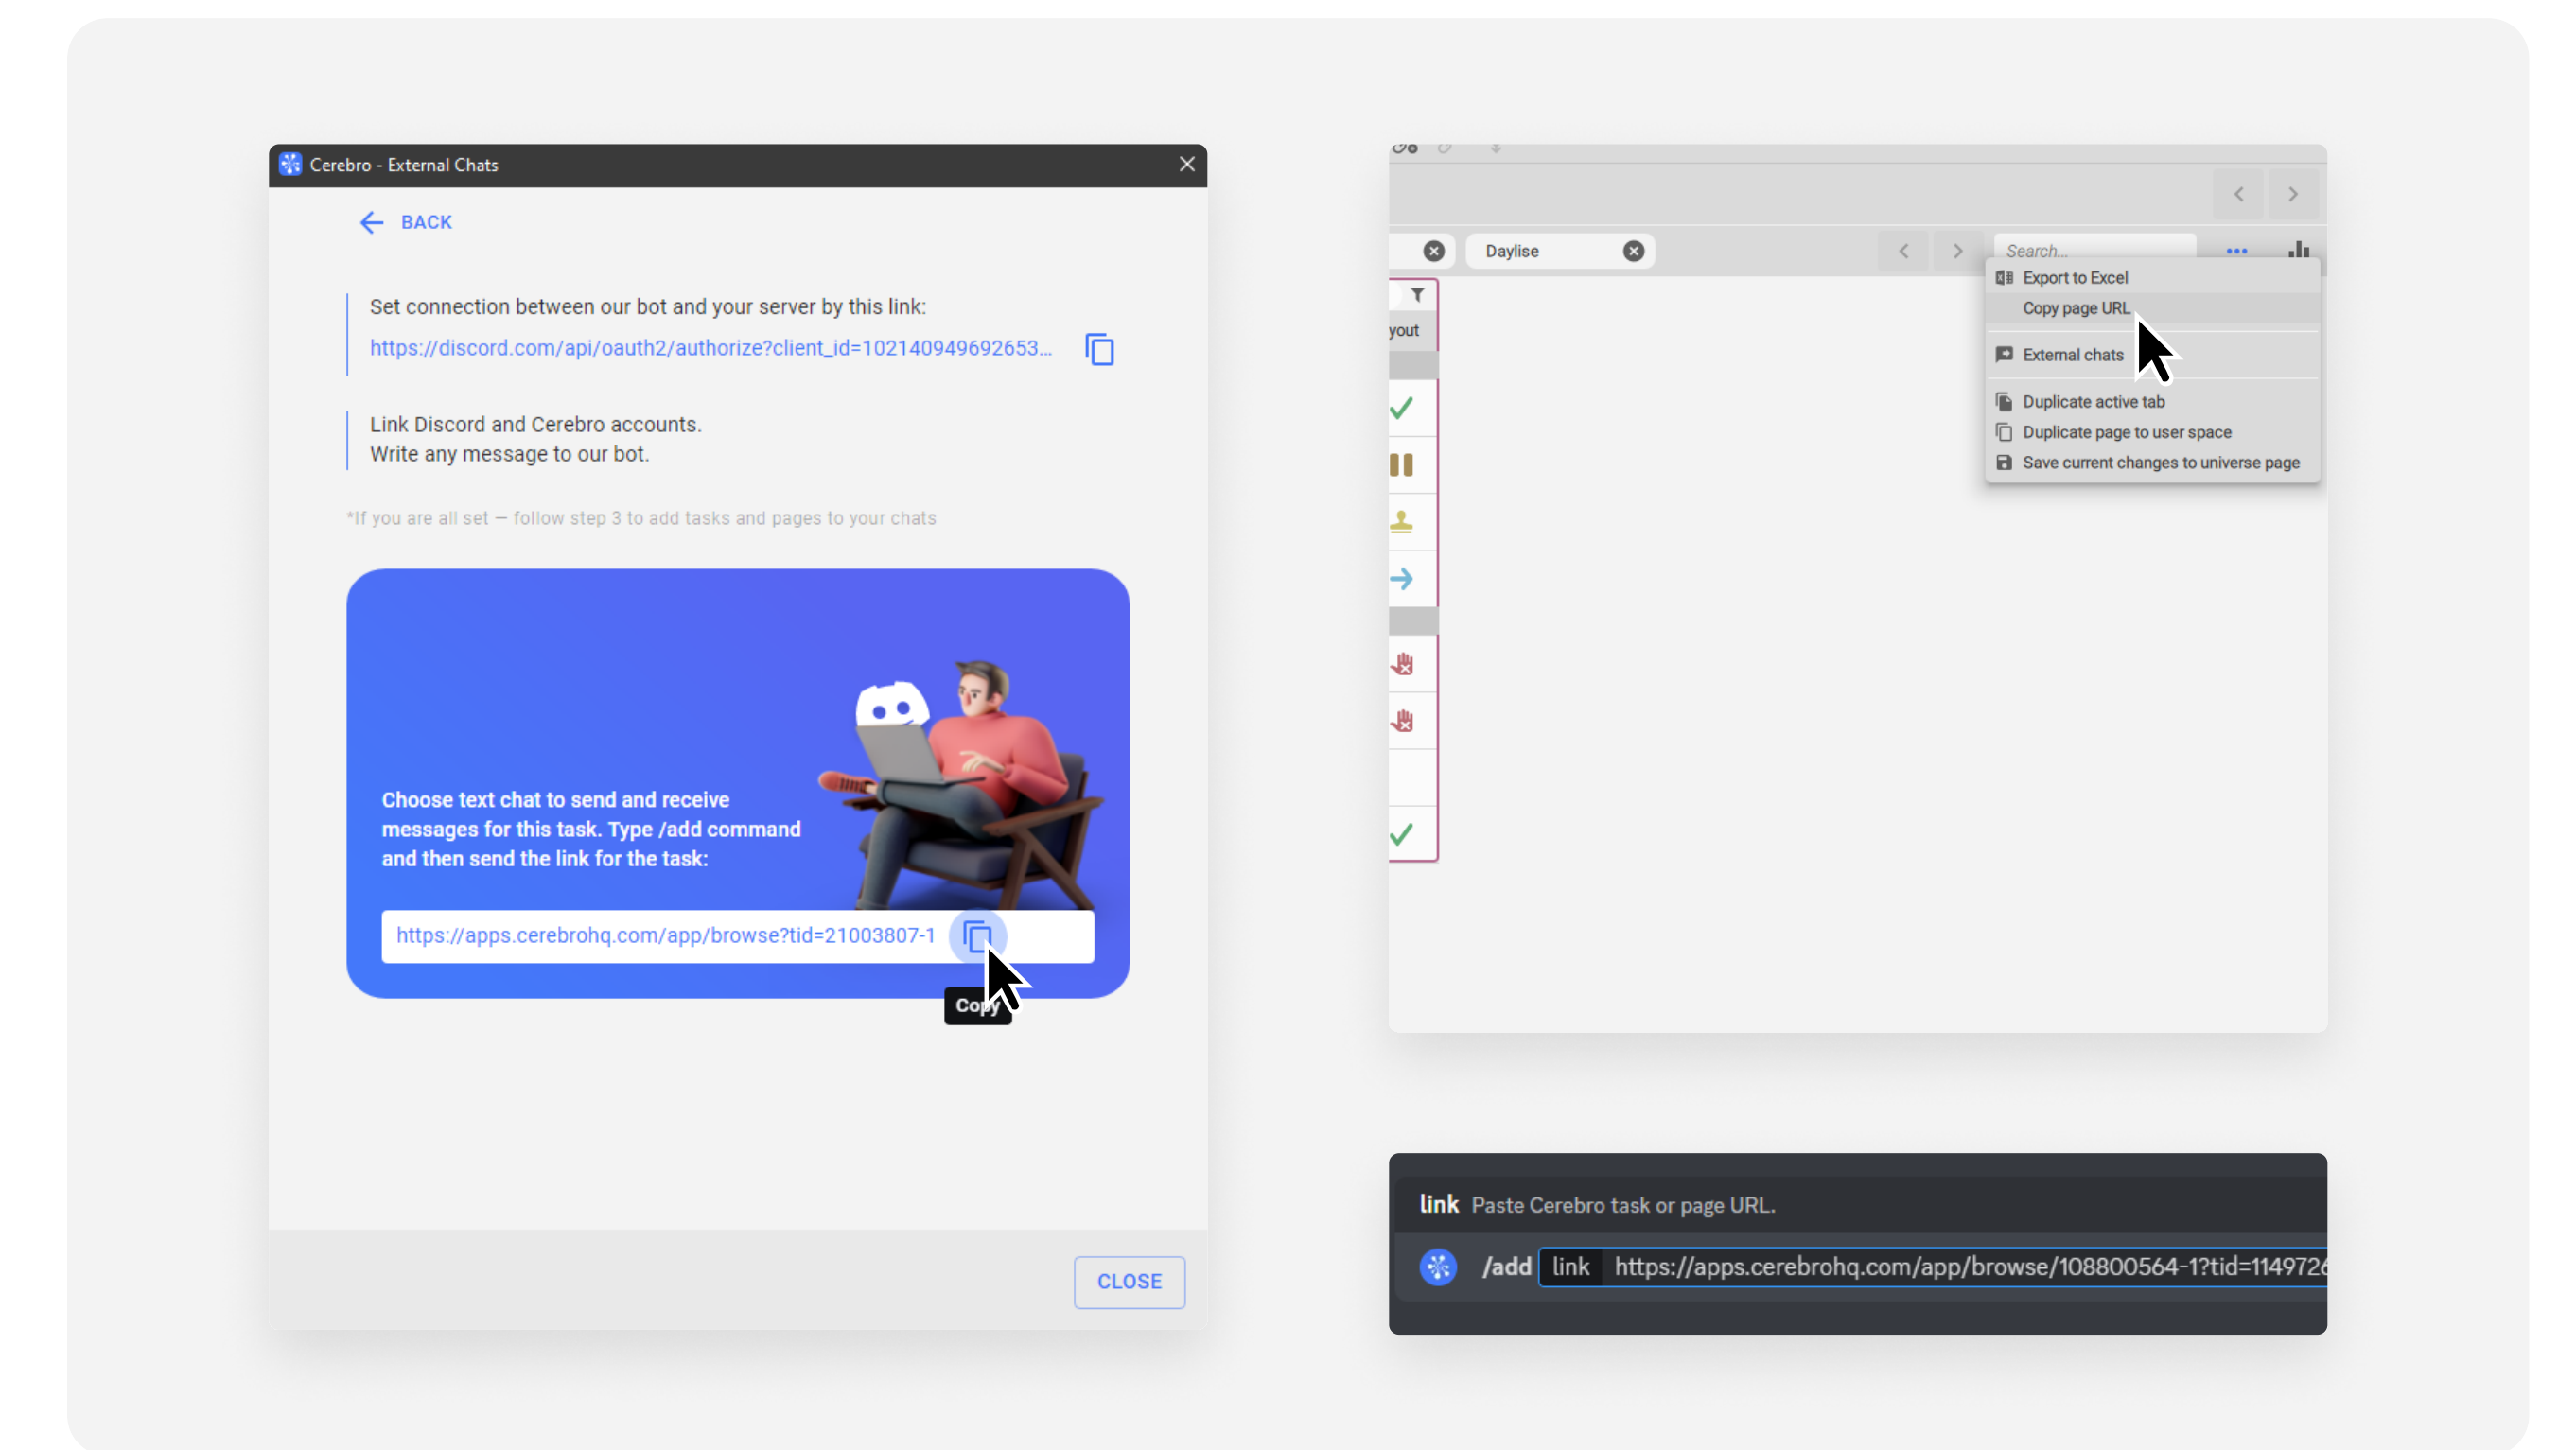 Cerebro - External Chats
BACK
Set connection between our bot and your server by this link:
https://discord.com/api/oauth2/authorize?client_id=102140949692653...
Link Discord and Cerebro accounts.
Write any message to our bot.
*If you are all set — follow step 3 to add tasks and pages to your chats
Choose text chat to send and receive
messages for this task. Type /add command
and then send the link for the task:
https://apps.cerebrohq.com/app/browse?tid=21003807-1
Copy
CLOSE
Daylise
Search...
yout
Export to Excel
Copy page URL
External chats
Duplicate active tab
Duplicate page to user space
Save current changes to universe page
link Paste Cerebro task or page URL.
/add link https://apps.cerebrohq.com/app/browse/108800564-1?tid=1149726